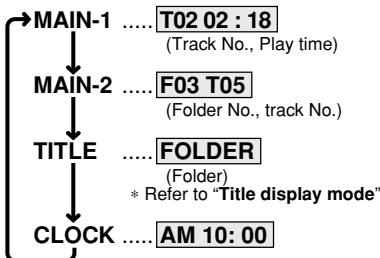 MAIN-1 ..... T02 02 : 18
(Track No., Play time)
MAIN-2 ..... F03 T05
(Folder No., track No.)
TITLE ..... FOLDER
(Folder)
* Refer to “Title display mode”
CLOCK ..... AM 10: 00